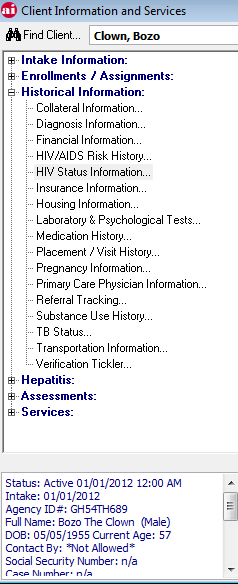 ai Client Information and Services
Find Client... Clown, Bozo
Intake Information:
Enrollments / Assignments:
Historical Information:
Collateral Information...
Diagnosis Information...
Financial Information...
HIV/AIDS Risk History...
HIV Status Information...
Insurance Information...
Housing Information...
Laboratory & Psychological Tests...
Medication History...
Placement / Visit History...
Pregnancy Information...
Primary Care Physician Information...
Referral Tracking...
Substance Use History...
TB Status...
Transportation Information...
Verification Tickler...
Hepatitis:
Assessments:
Services:
Status: Active 01/01/2012 12:00 AM
Intake: 01/01/2012
Agency ID#: GH54TH689
Full Name: Bozo The Clown (Male)
DOB: 05/05/1955 Current Age: 57
Contact By: *Not Allowed*
Social Security Number: n/a
Case Number: n/a